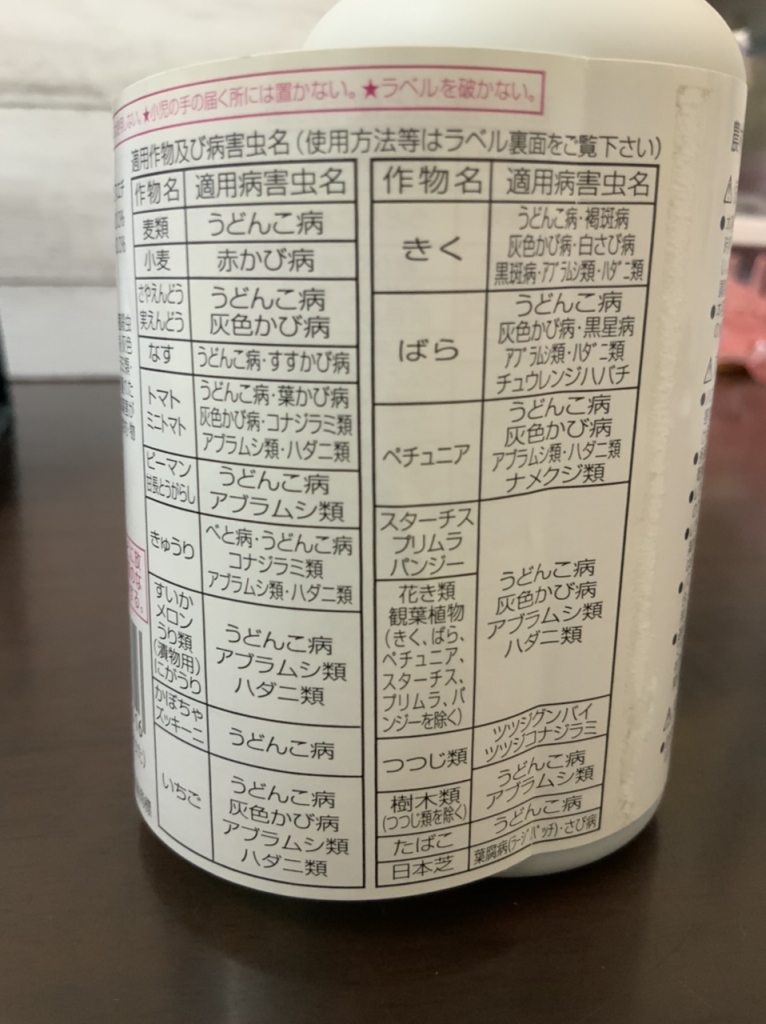 ★小児の手の届く所には置かない。★ラベルを破かない。
適用作物及び病害虫名(使用方法等はラベル裏面をご覧下さい)
作物名 適用病害虫名
麦類 うどんこ病
小麦 赤かび病
さやえんどう
実えんどう
うどんこ病
灰色かび病
なす うどんこ病・すすかび病
トマト
ミニトマト
うどんこ病・葉かび病
灰色かび病・コナジラミ類
アブラムシ類・ハダニ類
ピーマン
甘長とうがらし
うどんこ病
アブラムシ類
きゅうり
べと病・うどんこ病
コナジラミ類
アブラムシ類・ハダニ類
すいか
メロン
うり類
(漬物用)
にがうり
うどんこ病
アブラムシ類
ハダニ類
かぼちゃ
ズッキーニ
うどんこ病
いちご
うどんこ病
灰色かび病
アブラムシ類
ハダニ類
作物名 適用病害虫名
きく
うどんこ病・褐斑病
灰色かび病・白さび病
黒斑病・アブラムシ類・ハダニ類
ばら
うどんこ病
灰色かび病・黒星病
アブラムシ類・ハダニ類
チュウレンジハバチ
ペチュニア
うどんこ病
灰色かび病
アブラムシ類・ハダニ類
ナメクジ類
スターチス
プリムラ
パンジー
花き類
観葉植物
(きく、ばら、
ペチュニア、
スターチス、
プリムラ、パ
ンジーを除く)
うどんこ病
灰色かび病
アブラムシ類
ハダニ類
つつじ類
ツツジグンバイ
ツツジコナジラミ
樹木類
(つつじ類を除く)
うどんこ病
アブラムシ類
たばこ うどんこ病
日本芝 葉腐病(ラージパッチ)・さび病